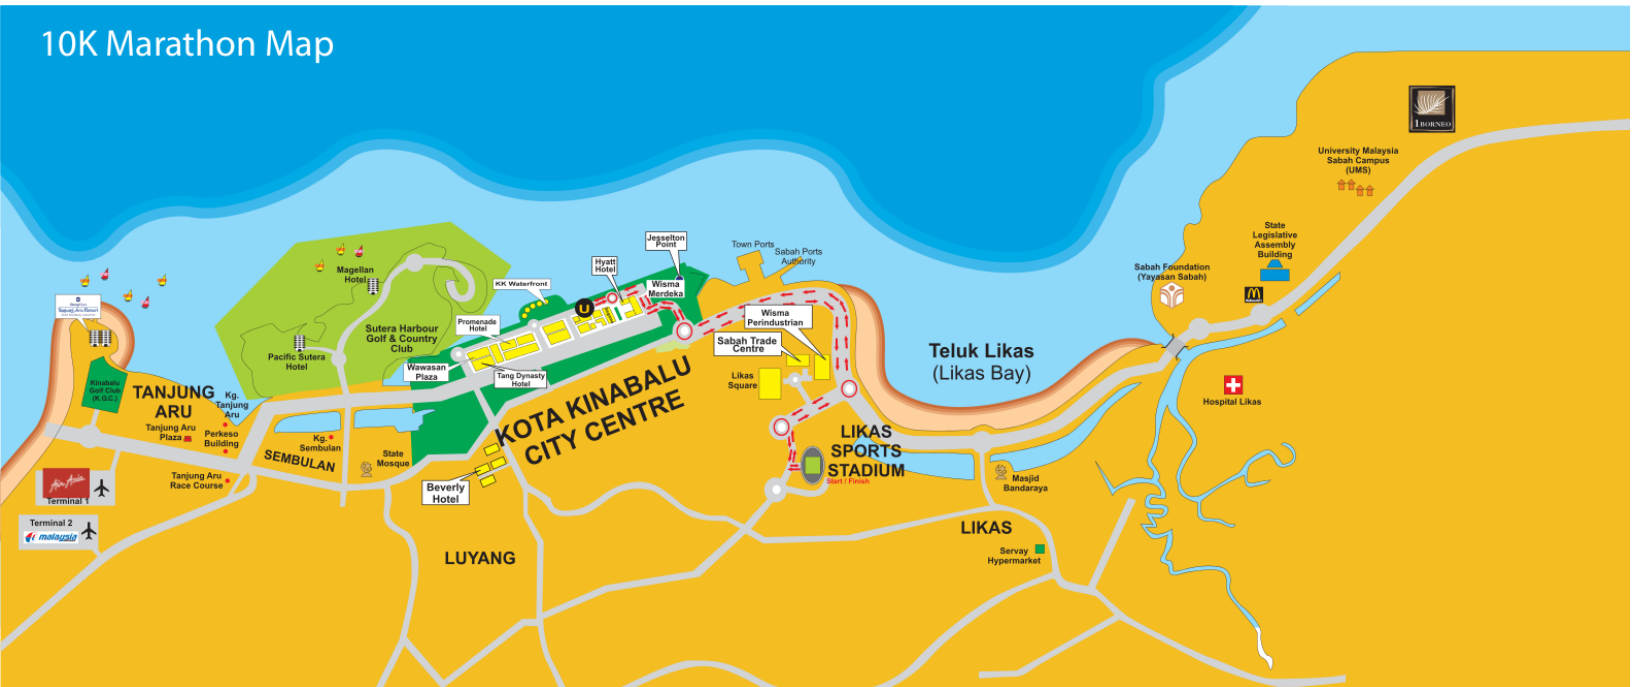 10K Marathon Map
1BORNEO
University Malaysia
Sabah Campus
(UMS)
State
Legislative
Assembly
Building
Sabah Foundation
(Yayasan Sabah)
Hospital Likas
Jesselton
Point
Town Ports
Sabah Ports
Authority
Hyatt
Hotel
Wisma
Merdeka
KK Waterfront
U
Magellan
Hotel
Promenade
Hotel
Sutera Harbour
Golf & Country
Club
Pacific Sutera
Hotel
Wawasan
Plaza
Tang Dynasty
Hotel
Wisma
Perindustrian
Sabah Trade
Centre
Likas
Square
Teluk Likas
(Likas Bay)
KOTA KINABALU
CITY CENTRE
Kinabalu
Golf Club
(K.G.C.)
TANJUNG
ARU
Kg.
Tanjung
Aru
Tanjung Aru
Plaza
Perkeso
Building
Tanjung Aru
Race Course
SEMBULAN
Kg.
Sembulan
State
Mosque
Beverly
Hotel
LIKAS
SPORTS
STADIUM
Start / Finish
Masjid
Bandaraya
LIKAS
Servay
Hypermarket
LUYANG
Air Asia
Terminal 1
Terminal 2
malaysia